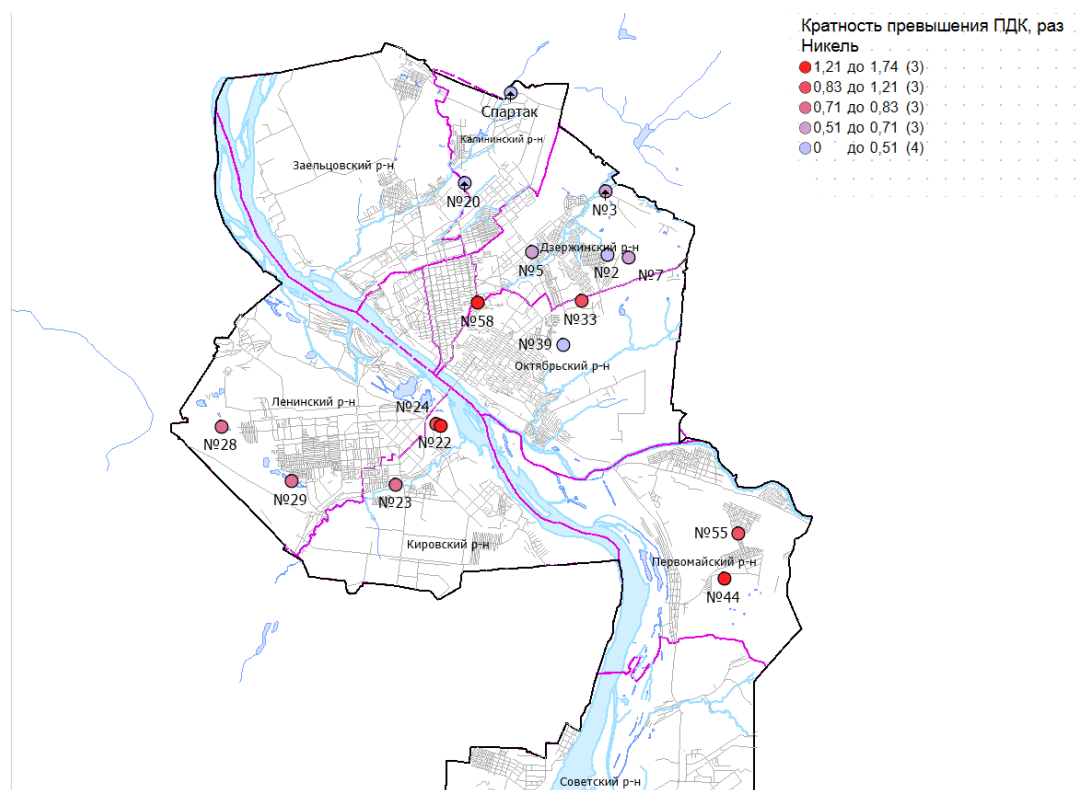 Кратность превышения ПДК, раз
Никель
1,21 до 1,74 (3)
0,83 до 1,21 (3)
0,71 до 0,83 (3)
0,51 до 0,71 (3)
0 до 0,51 (4)
Спартак
Калининский р-н
Заельцовский р-н
№20
№3
Дзержинский р-н
№5
№2
№7
№58
№33
№39
Октябрьский р-н
Ленинский р-н
№24
№28
№22
№29
№23
№55
Кировский р-н
Первомайский р-н
№44
Советский р-н